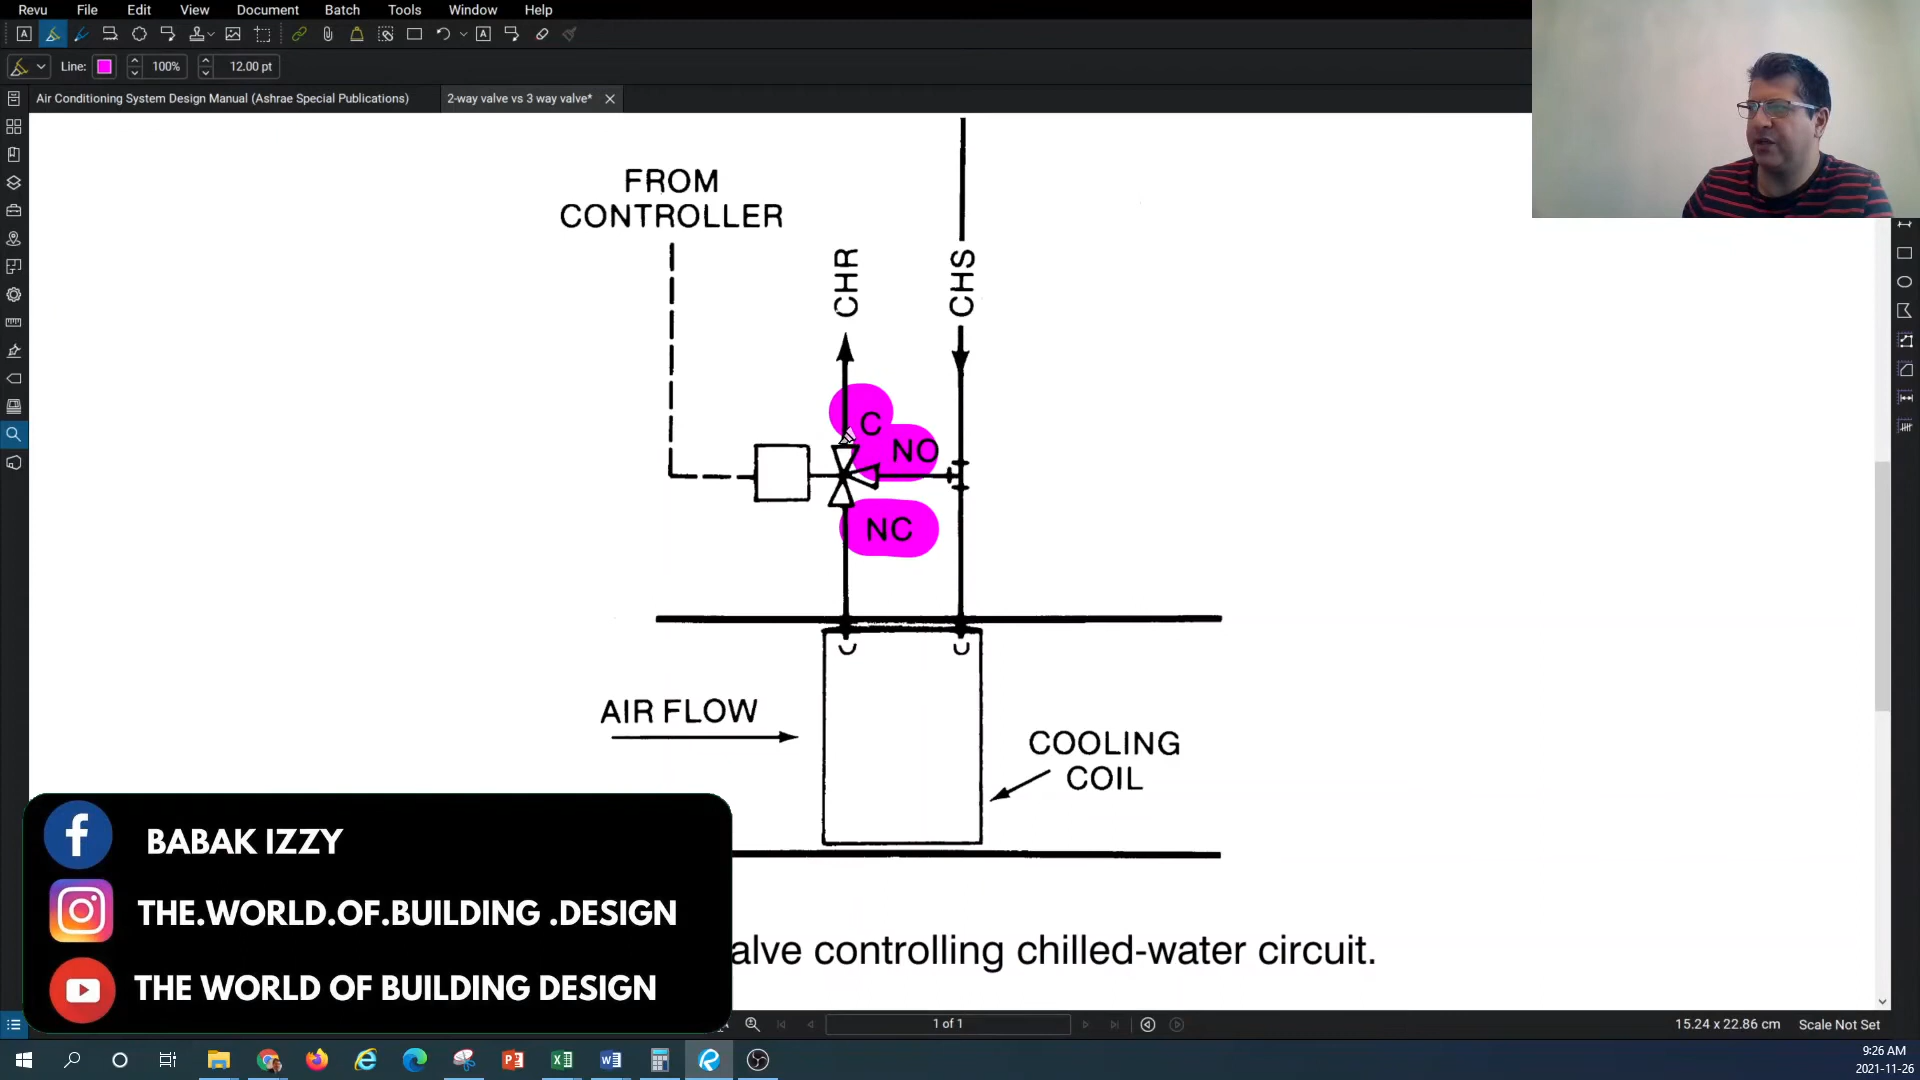 Revu File Edit View Document Batch Tools Window Help
Line: 100% 12.00 pt
Air Conditioning System Design Manual (Ashrae Special Publications) 2-way valve vs 3 way valve*
FROM
CONTROLLER
CHR
CHS
C
NO
NC
AIR FLOW
COOLING
COIL
alve controlling chilled-water circuit.
BABAK IZZY
THE.WORLD.OF.BUILDING .DESIGN
THE WORLD OF BUILDING DESIGN
1 of 1
15.24 x 22.86 cm Scale Not Set
9:26 AM
2021-11-26